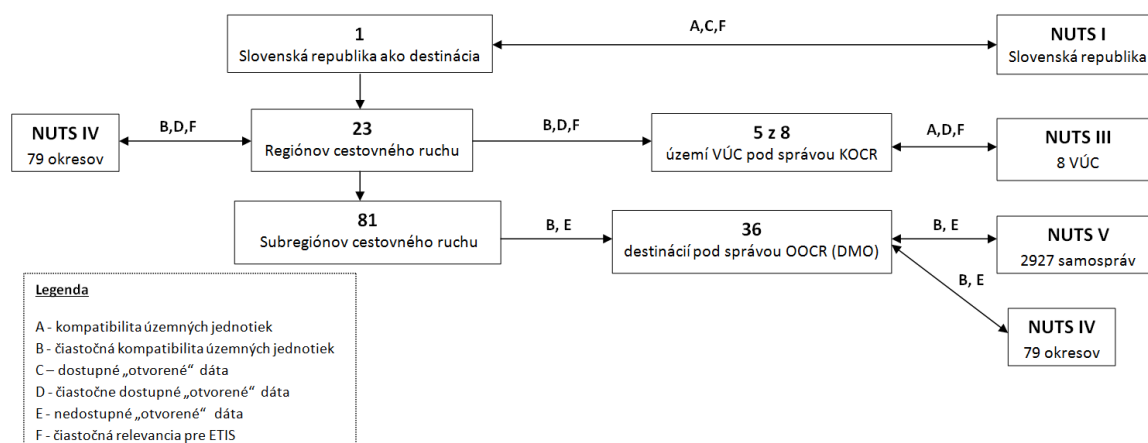 1
Slovenská republika ako destinácia
A,C,F
NUTS I
Slovenská republika
NUTS IV
79 okresov
B,D,F
23
Regiónov cestovného ruchu
B,D,F
5 z 8
území VÚC pod správou KOCR
A,D,F
NUTS III
8 VÚC
81
Subregiónov cestovného ruchu
B, E
36
destinácií pod správou OOCR (DMO)
B, E
NUTS V
2927 samospráv
B, E
NUTS IV
79 okresov
Legenda
A - kompatibilita územných jednotiek
B - čiastočná kompatibilita územných jednotiek
C – dostupné „otvorené“ dáta
D - čiastočne dostupné „otvorené“ dáta
E - nedostupné „otvorené“ dáta
F - čiastočná relevancia pre ETIS